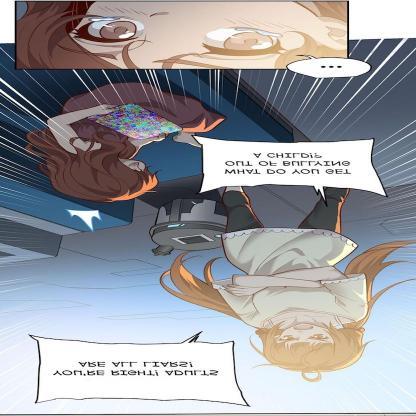 YOU'RE RIGHT! ADULTS
ARE ALL LIARS!
WHAT DO YOU GET
OUT OF BULLYING
A CHILD!?
...